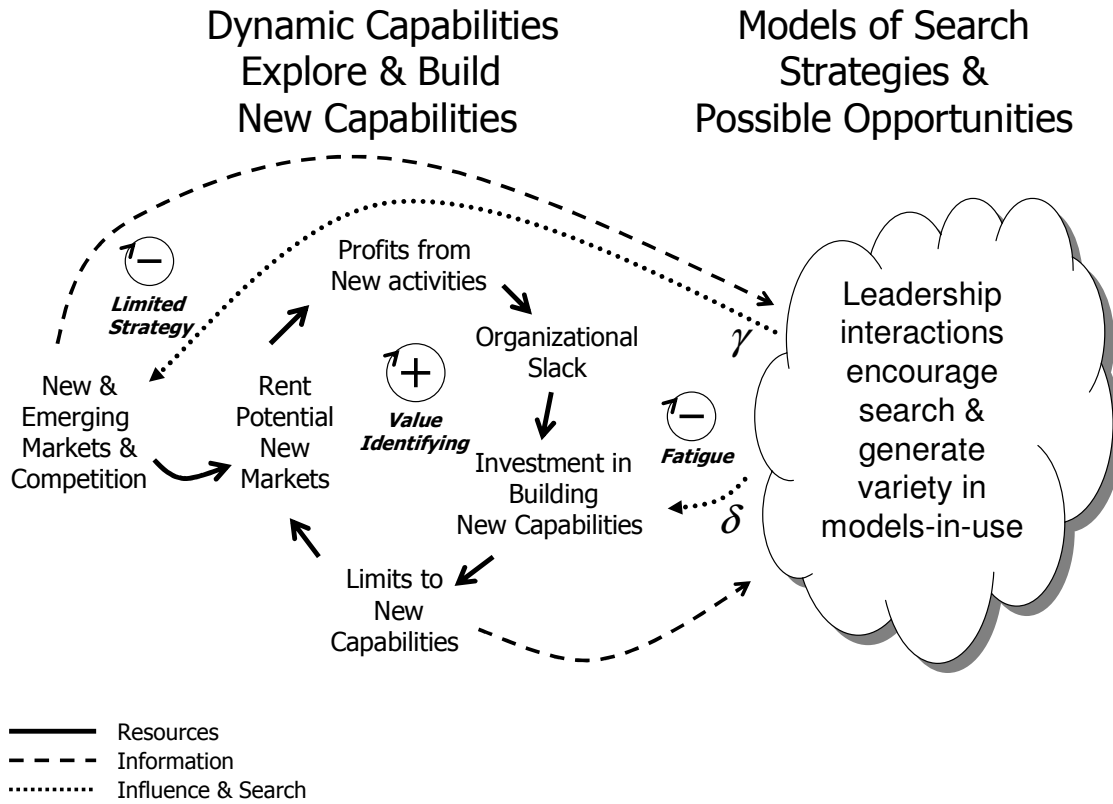 Dynamic Capabilities
Explore & Build
New Capabilities
Models of Search
Strategies &
Possible Opportunities
−
Limited
Strategy
Profits from
New activities
Organizational
Slack
γ
New &
Emerging
Markets &
Competition
Rent
Potential
New
Markets
+
Value
Identifying
−
Fatigue
Investment in
Building
New Capabilities
δ
Limits to
New
Capabilities
Leadership
interactions
encourage
search &
generate
variety in
models-in-use
Resources
Information
Influence & Search